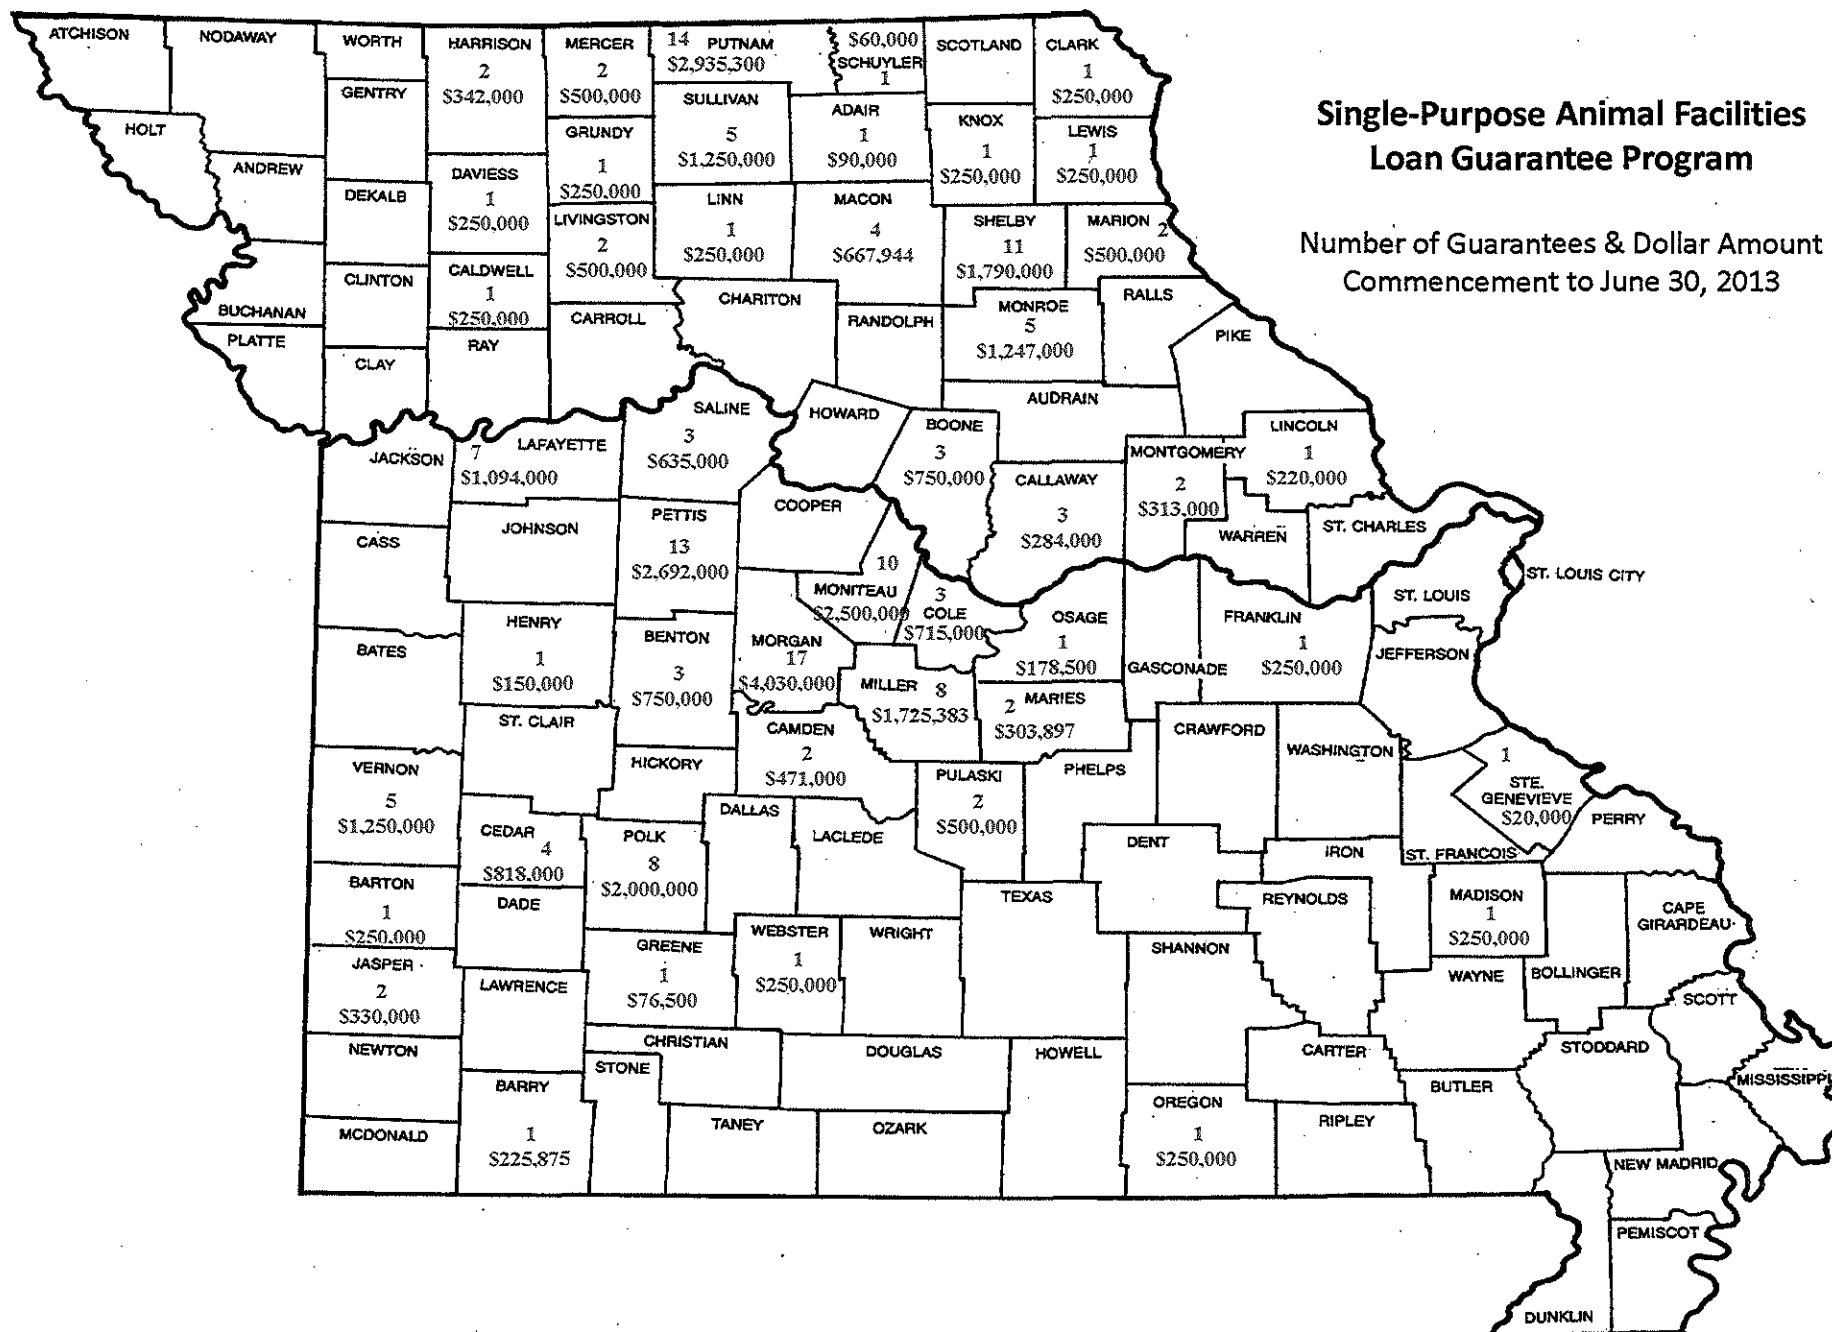 Single-Purpose Animal Facilities
Loan Guarantee Program
Number of Guarantees & Dollar Amount
Commencement to June 30, 2013
ATCHISON
NODAWAY
WORTH
HARRISON
2
$342,000
MERCER
2
$500,000
14 PUTNAM
$2,935,300
$60,000
SCHUYLER
1
SCOTLAND
CLARK
1
$250,000
GENTRY
HOLT
ANDREW
DEKALB
DAVIESS
1
$250,000
GRUNDY
1
$250,000
SULLIVAN
5
$1,250,000
ADAIR
1
$90,000
KNOX
1
$250,000
LEWIS
1
$250,000
LIVINGSTON
2
$500,000
LINN
1
$250,000
MACON
4
$667,944
SHELBY
11
$1,790,000
MARION 2
$500,000
BUCHANAN
CLINTON
CALDWELL
1
$250,000
CARROLL
CHARITON
RANDOLPH
MONROE
5
$1,247,000
RALLS
PIKE
PLATTE
CLAY
RAY
AUDRAIN
JACKSON
7 LAFAYETTE
$1,094,000
SALINE
3
$635,000
HOWARD
BOONE
3
$750,000
CALLAWAY
3
$284,000
MONTGOMERY
2
$313,000
LINCOLN
1
$220,000
WARREN
ST. CHARLES
ST. LOUIS CITY
ST. LOUIS
CASS
JOHNSON
PETTIS
13
$2,692,000
COOPER
10
MONITEAU
$2,500,000
3
COLE
$715,000
OSAGE
1
$178,500
GASCONADE
FRANKLIN
1
$250,000
JEFFERSON
BATES
HENRY
1
$150,000
BENTON
3
$750,000
MORGAN
17
$4,030,000
MILLER 8
$1,725,383
2 MARIES
$303,897
ST. CLAIR
HICKORY
CAMDEN
2
$471,000
PULASKI
2
$500,000
PHELPS
CRAWFORD
WASHINGTON
1
STE.
GENEVIEVE
$20,000
PERRY
VERNON
5
$1,250,000
CEDAR
4
$818,000
POLK
8
$2,000,000
DALLAS
LACLEDE
DENT
IRON
ST. FRANCOIS
BARTON
1
$250,000
DADE
TEXAS
REYNOLDS
MADISON
1
$250,000
CAPE
GIRARDEAU
JASPER
2
$330,000
LAWRENCE
GREENE
1
$76,500
WEBSTER
1
$250,000
WRIGHT
SHANNON
WAYNE
BOLLINGER
SCOTT
NEWTON
CHRISTIAN
STONE
DOUGLAS
HOWELL
CARTER
STODDARD
MISSISSIPPI
MCDONALD
BARRY
1
$225,875
TANEY
OZARK
OREGON
1
$250,000
RIPLEY
BUTLER
NEW MADRID
PEMISCOT
DUNKLIN